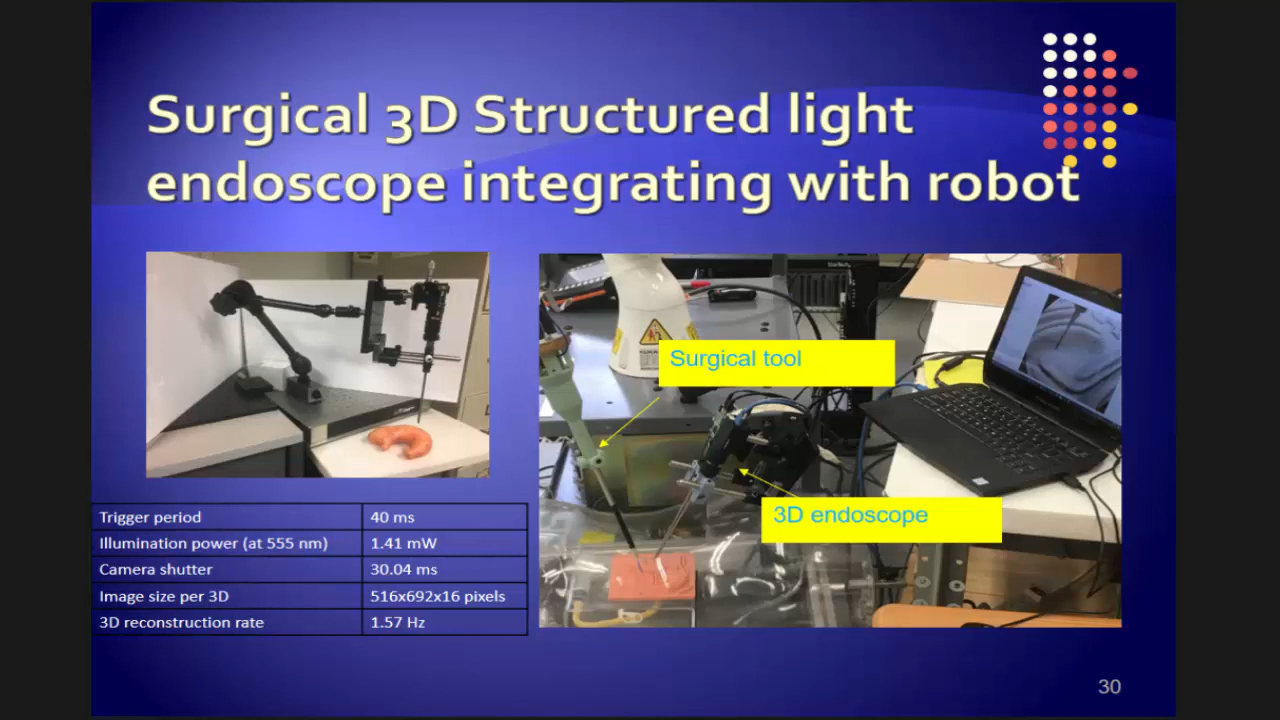 Surgical 3D Structured light
endoscope integrating with robot
Surgical tool
3D endoscope
Trigger period 40 ms
Illumination power (at 555 nm) 1.41 mW
Camera shutter 30.04 ms
Image size per 3D 516x692x16 pixels
3D reconstruction rate 1.57 Hz
30